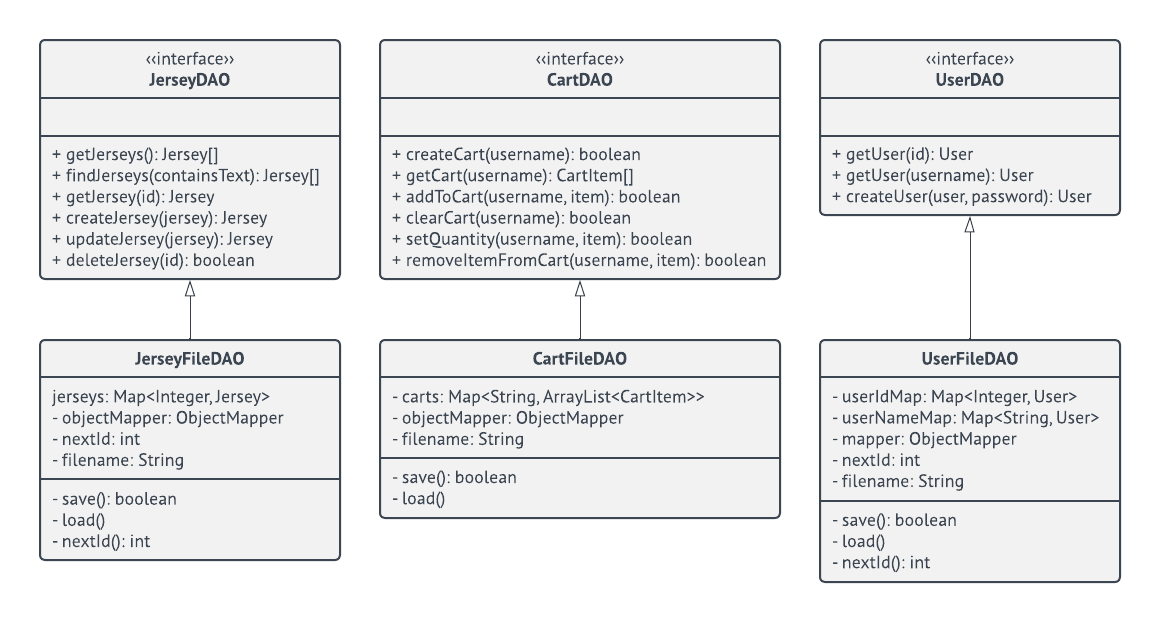 ‹‹interface››
JerseyDAO
+ getJerseys(): Jersey[]
+ findJerseys(containsText): Jersey[]
+ getJersey(id): Jersey
+ createJersey(jersey): Jersey
+ updateJersey(jersey): Jersey
+ deleteJersey(id): boolean
‹‹interface››
CartDAO
+ createCart(username): boolean
+ getCart(username): CartItem[]
+ addToCart(username, item): boolean
+ clearCart(username): boolean
+ setQuantity(username, item): boolean
+ removeItemFromCart(username, item): boolean
‹‹interface››
UserDAO
+ getUser(id): User
+ getUser(username): User
+ createUser(user, password): User
JerseyFileDAO
jerseys: Map<Integer, Jersey>
- objectMapper: ObjectMapper
- nextId: int
- filename: String
- save(): boolean
- load()
- nextId(): int
CartFileDAO
- carts: Map<String, ArrayList<CartItem>>
- objectMapper: ObjectMapper
- filename: String
- save(): boolean
- load()
UserFileDAO
- userIdMap: Map<Integer, User>
- userNameMap: Map<String, User>
- mapper: ObjectMapper
- nextId: int
- filename: String
- save(): boolean
- load()
- nextId(): int